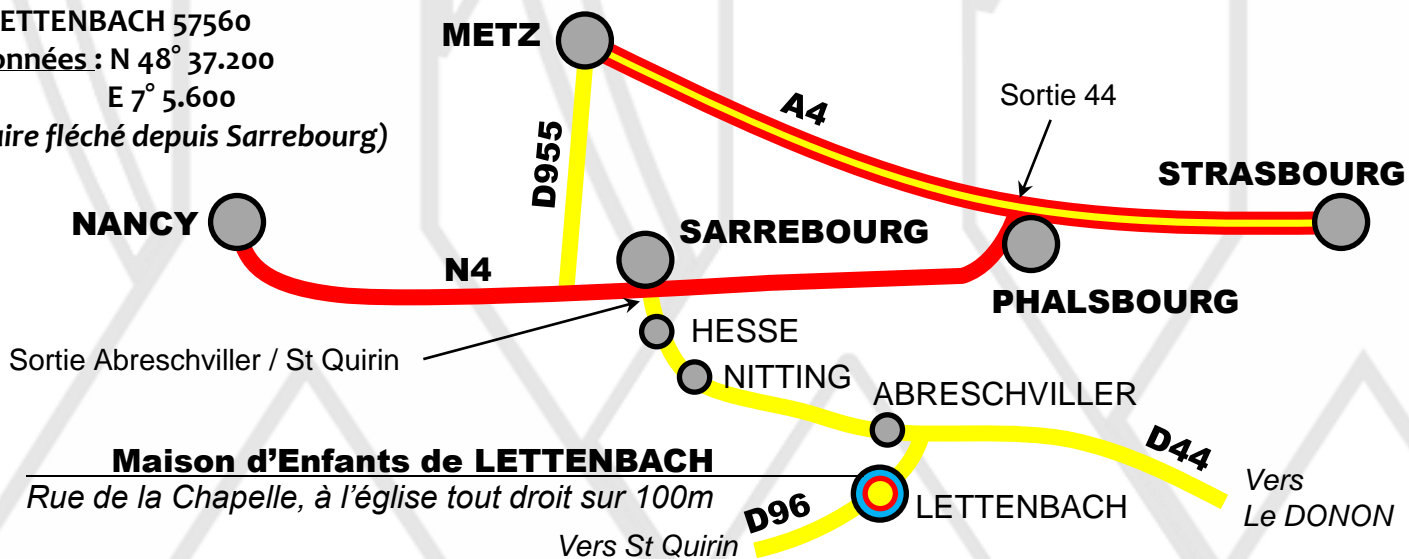 ETTENBACH 57560
onnées : N 48° 37.200
E 7° 5.600
aire fléché depuis Sarrebourg)
METZ
A4
Sortie 44
D955
STRASBOURG
NANCY
SARREBOURG
N4
PHALSBOURG
HESSE
Sortie Abreschviller / St Quirin
NITTING
ABRESCHVILLER
D44
Maison d’Enfants de LETTENBACH
Rue de la Chapelle, à l’église tout droit sur 100m
Vers
Le DONON
LETTENBACH
D96
Vers St Quirin